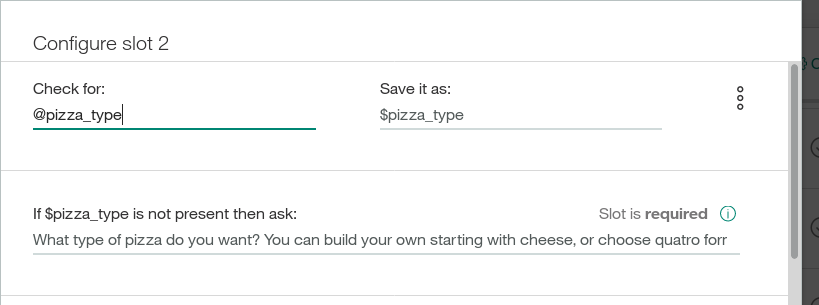 Configure slot 2
Check for:
Save it as:
@pizza_type
$pizza_type
If $pizza_type is not present then ask:
Slot is required
What type of pizza do you want? You can build your own starting with cheese, or choose quatro forr